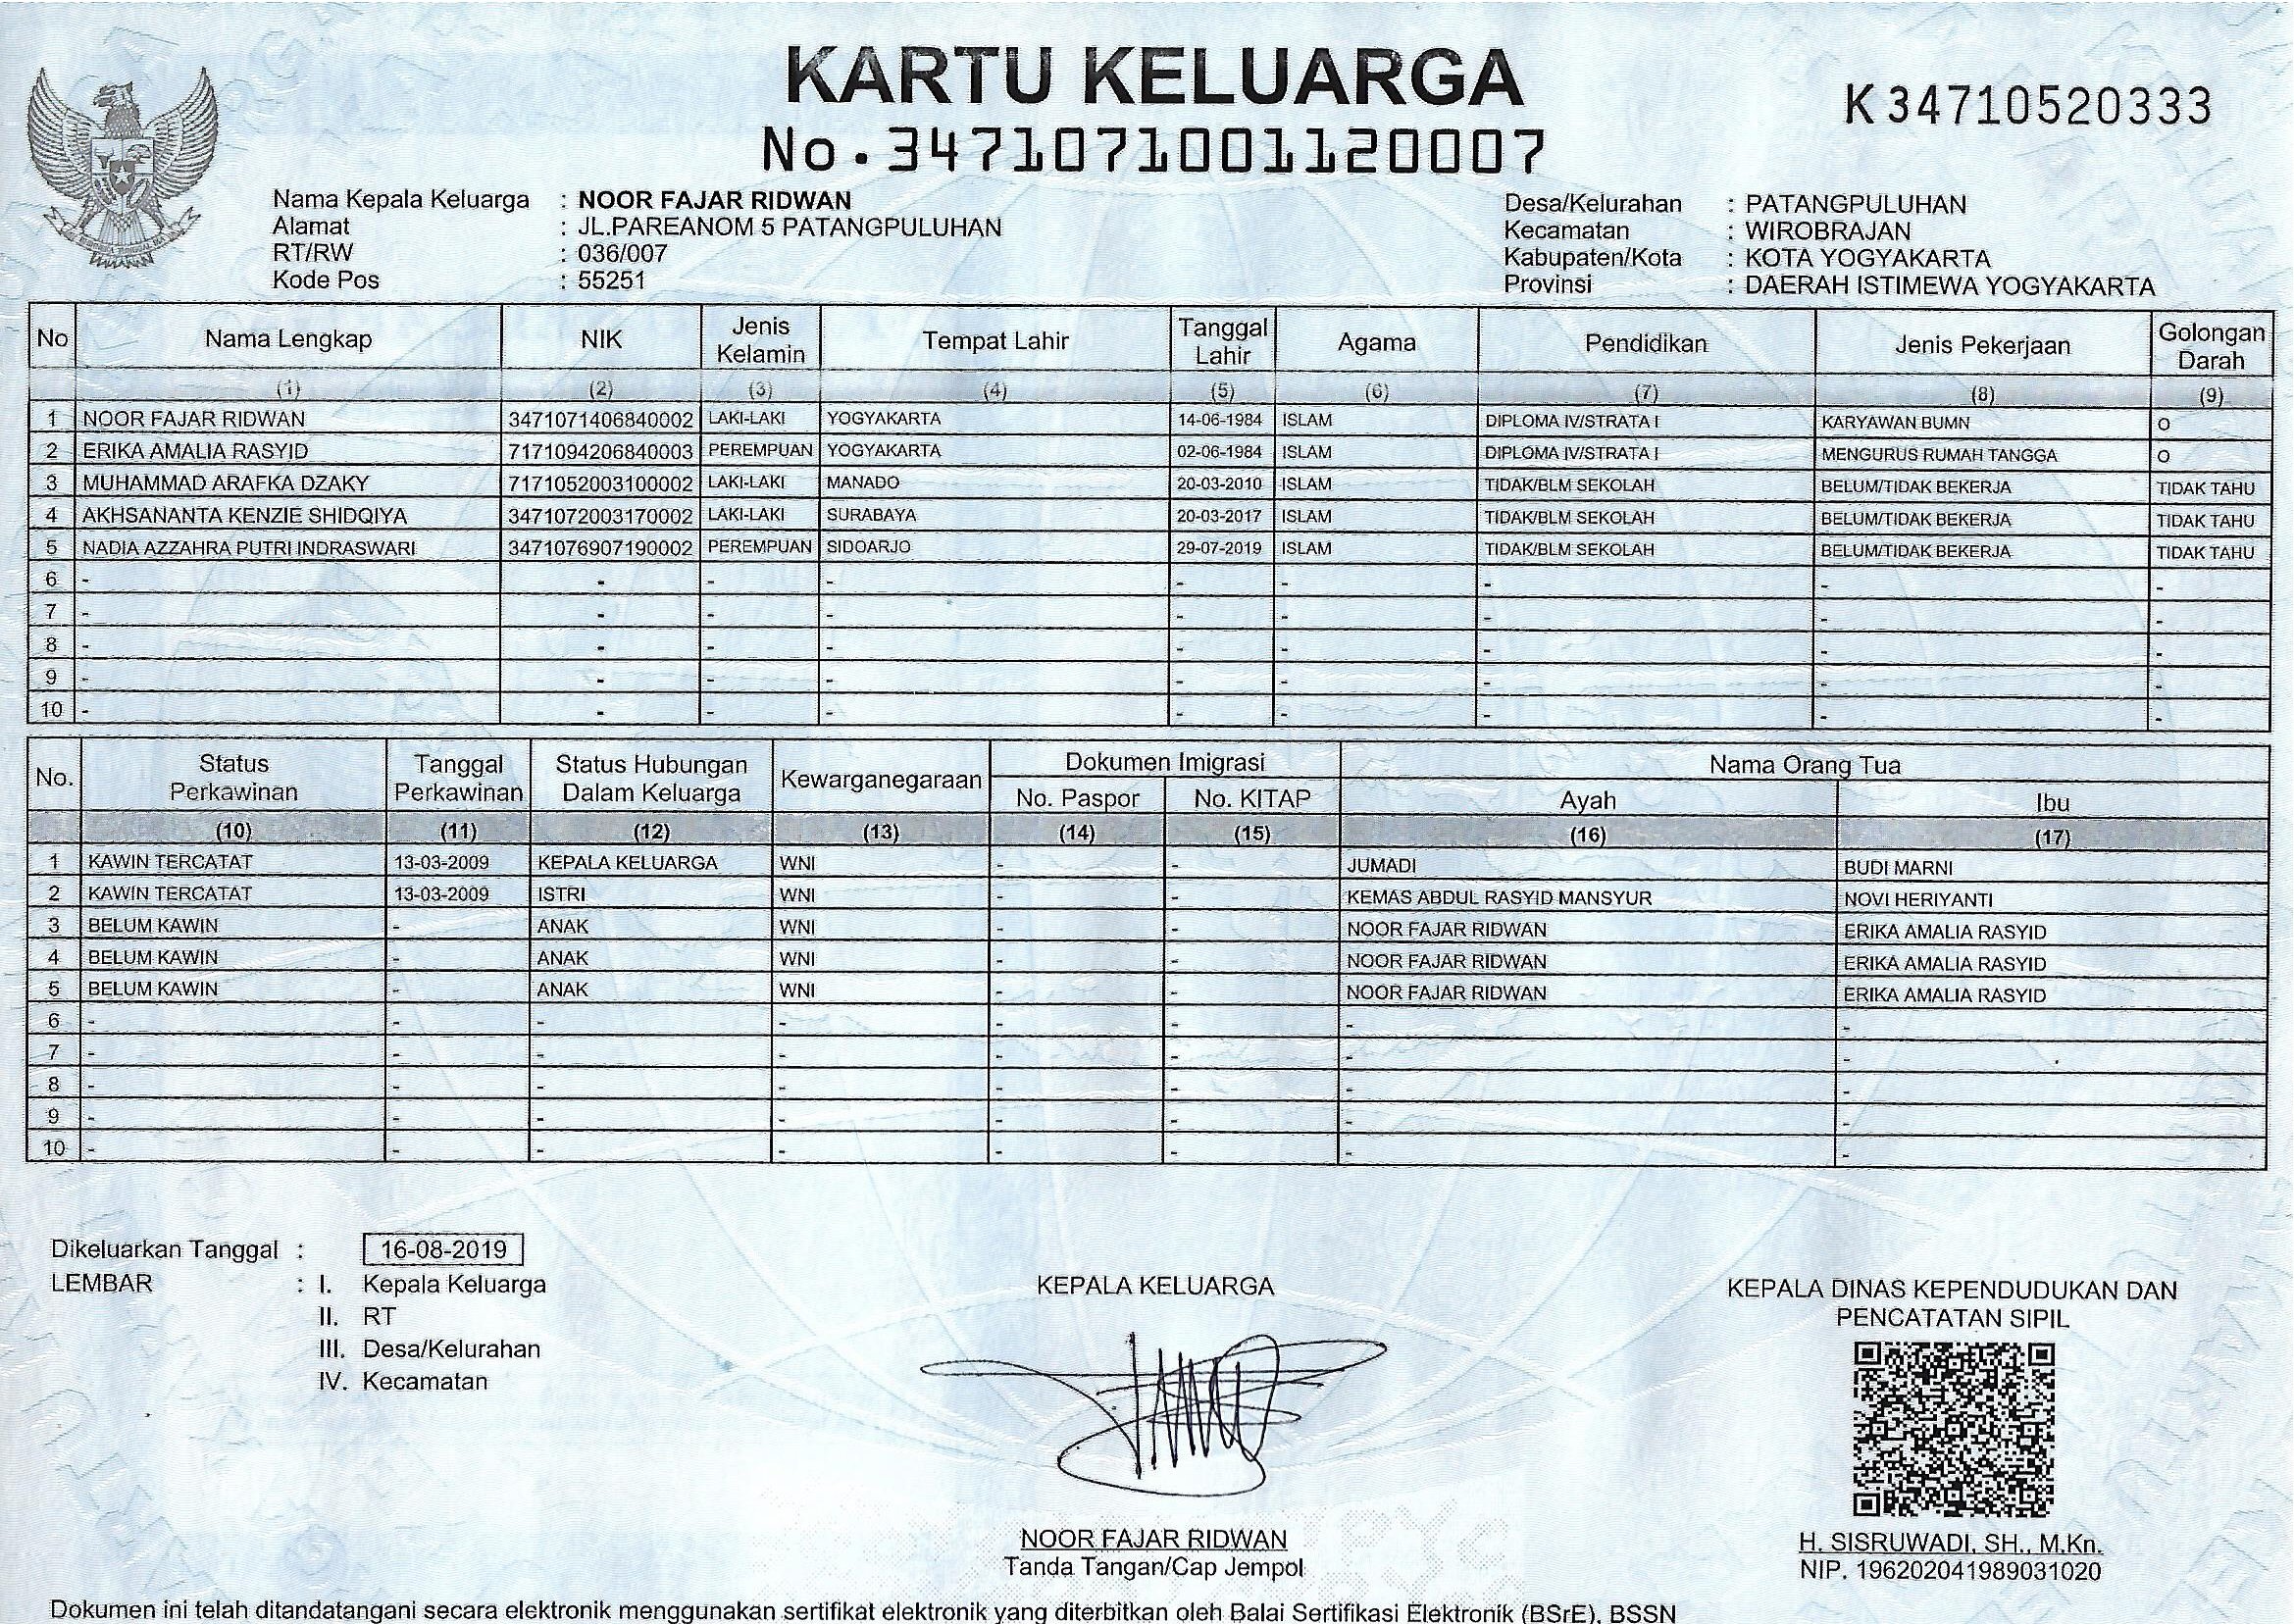 KARTU KELUARGA
No.3471071001120007
K34710520333
Nama Kepala Keluarga : NOOR FAJAR RIDWAN
Alamat : JL.PAREANOM 5 PATANGPULUHAN
RT/RW : 036/007
Kode Pos : 55251
Desa/Kelurahan : PATANGPULUHAN
Kecamatan : WIROBRAJAN
Kabupaten/Kota : KOTA YOGYAKARTA
Provinsi : DAERAH ISTIMEWA YOGYAKARTA
No Nama Lengkap NIK Jenis Kelamin Tempat Lahir Tanggal Lahir Agama Pendidikan Jenis Pekerjaan Golongan Darah
(1) (2) (3) (4) (5) (6) (7) (8) (9)
1 NOOR FAJAR RIDWAN 3471071406840002 LAKI-LAKI YOGYAKARTA 14-06-1984 ISLAM DIPLOMA IV/STRATA I KARYAWAN BUMN O
2 ERIKA AMALIA RASYID 7171094206840003 PEREMPUAN YOGYAKARTA 02-06-1984 ISLAM DIPLOMA IV/STRATA I MENGURUS RUMAH TANGGA O
3 MUHAMMAD ARAFKA DZAKY 7171052003100002 LAKI-LAKI MANADO 20-03-2010 ISLAM TIDAK/BLM SEKOLAH BELUM/TIDAK BEKERJA TIDAK TAHU
4 AKHSANANTA KENZIE SHIDQIYA 3471072003170002 LAKI-LAKI SURABAYA 20-03-2017 ISLAM TIDAK/BLM SEKOLAH BELUM/TIDAK BEKERJA TIDAK TAHU
5 NADIA AZZAHRA PUTRI INDRASWARI 3471076907190002 PEREMPUAN SIDOARJO 29-07-2019 ISLAM TIDAK/BLM SEKOLAH BELUM/TIDAK BEKERJA TIDAK TAHU
6 - - - - - - - - -
7 - - - - - - - - -
8 - - - - - - - - -
9 - - - - - - - - -
10 - - - - - - - - -
No. Status Perkawinan Tanggal Perkawinan Status Hubungan Dalam Keluarga Kewarganegaraan Dokumen Imigrasi Nama Orang Tua
No. Paspor No. KITAP Ayah Ibu
(10) (11) (12) (13) (14) (15) (16) (17)
1 KAWIN TERCATAT 13-03-2009 KEPALA KELUARGA WNI - - JUMADI BUDI MARNI
2 KAWIN TERCATAT 13-03-2009 ISTRI WNI - - KEMAS ABDUL RASYID MANSYUR NOVI HERIYANTI
3 BELUM KAWIN - ANAK WNI - - NOOR FAJAR RIDWAN ERIKA AMALIA RASYID
4 BELUM KAWIN - ANAK WNI - - NOOR FAJAR RIDWAN ERIKA AMALIA RASYID
5 BELUM KAWIN - ANAK WNI - - NOOR FAJAR RIDWAN ERIKA AMALIA RASYID
6 - - - - - - - -
7 - - - - - - - -
8 - - - - - - - -
9 - - - - - - - -
10 - - - - - - - -
Dikeluarkan Tanggal : 16-08-2019
LEMBAR : I. Kepala Keluarga
II. RT
III. Desa/Kelurahan
IV. Kecamatan
KEPALA KELUARGA
NOOR FAJAR RIDWAN
Tanda Tangan/Cap Jempol
KEPALA DINAS KEPENDUDUKAN DAN
PENCATATAN SIPIL
H. SISRUWADI, SH., M.Kn.
NIP. 196202041989031020
Dokumen ini telah ditandatangani secara elektronik menggunakan sertifikat elektronik yang diterbitkan oleh Balai Sertifikasi Elektronik (BSrE), BSSN